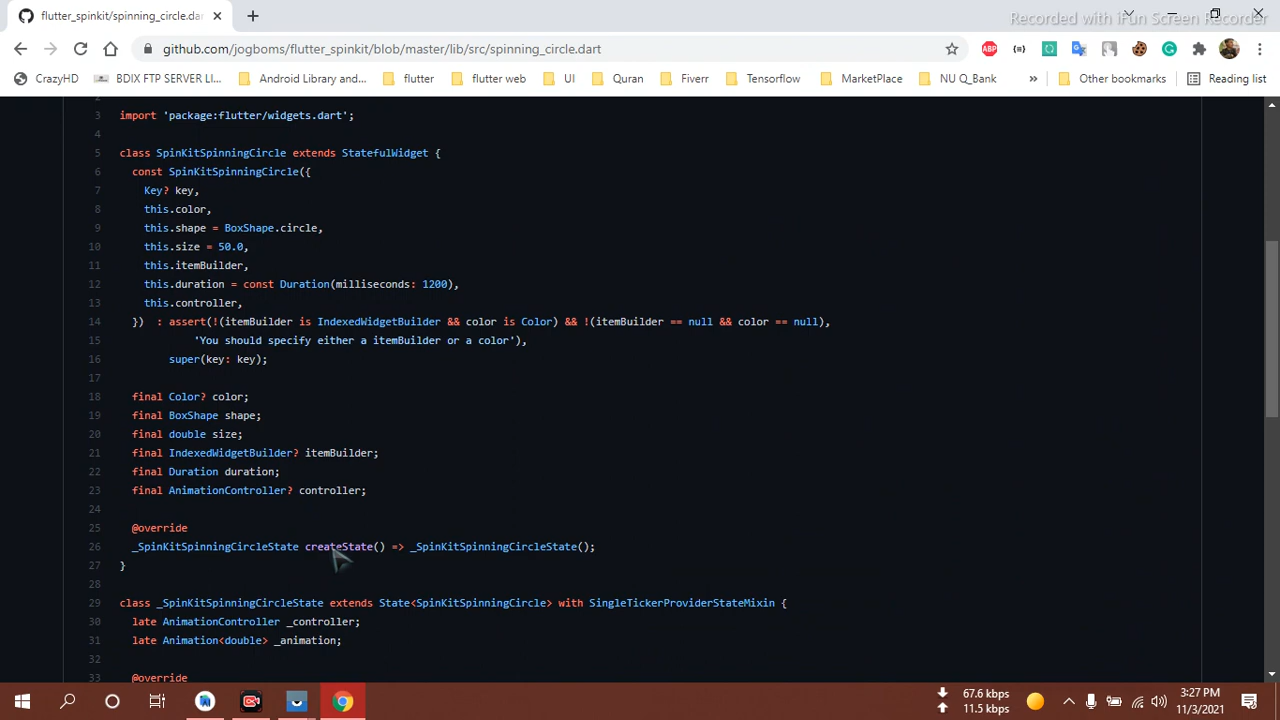 flutter_spinkit/spinning_circle.da
Recorded with iFun Screen Recorder
github.com/jogboms/flutter_spinkit/blob/master/lib/src/spinning_circle.dart
CrazyHD
BDIX FTP SERVER LI...
Android Library and...
flutter
flutter web
UI
Quran
Fiverr
Tensorflow
MarketPlace
NU Q_Bank
»
Other bookmarks
Reading list
2
3 import 'package:flutter/widgets.dart';
4
5 class SpinKitSpinningCircle extends StatefulWidget {
6 const SpinKitSpinningCircle({
7 Key? key,
8 this.color,
9 this.shape = BoxShape.circle,
10 this.size = 50.0,
11 this.itemBuilder,
12 this.duration = const Duration(milliseconds: 1200),
13 this.controller,
14 }) : assert(!(itemBuilder is IndexedWidgetBuilder && color is Color) && !(itemBuilder == null && color == null),
15 'You should specify either a itemBuilder or a color'),
16 super(key: key);
17
18 final Color? color;
19 final BoxShape shape;
20 final double size;
21 final IndexedWidgetBuilder? itemBuilder;
22 final Duration duration;
23 final AnimationController? controller;
24
25 @override
26 _SpinKitSpinningCircleState createState() => _SpinKitSpinningCircleState();
27 }
28
29 class _SpinKitSpinningCircleState extends State<SpinKitSpinningCircle> with SingleTickerProviderStateMixin {
30 late AnimationController _controller;
31 late Animation<double> _animation;
32
33 @override
67.6 kbps
11.5 kbps
3:27 PM
11/3/2021